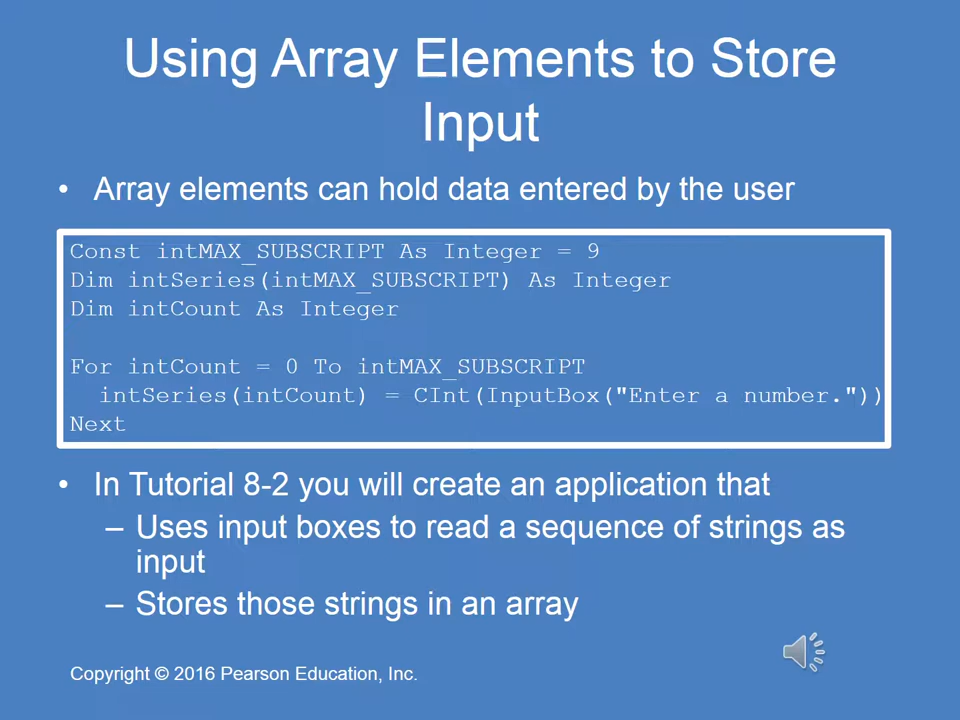 Using Array Elements to Store
Input
• Array elements can hold data entered by the user
Const intMAX_SUBSCRIPT As Integer = 9
Dim intSeries(intMAX_SUBSCRIPT) As Integer
Dim intCount As Integer
For intCount = 0 To intMAX_SUBSCRIPT
  intSeries(intCount) = CInt(InputBox("Enter a number."))
Next
• In Tutorial 8-2 you will create an application that
– Uses input boxes to read a sequence of strings as
input
– Stores those strings in an array
Copyright © 2016 Pearson Education, Inc.